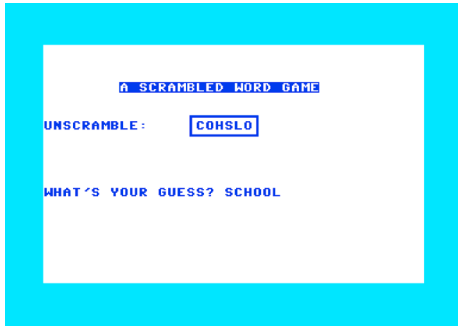 A SCRAMBLED WORD GAME
UNSCRAMBLE: COHSLO
WHAT'S YOUR GUESS? SCHOOL